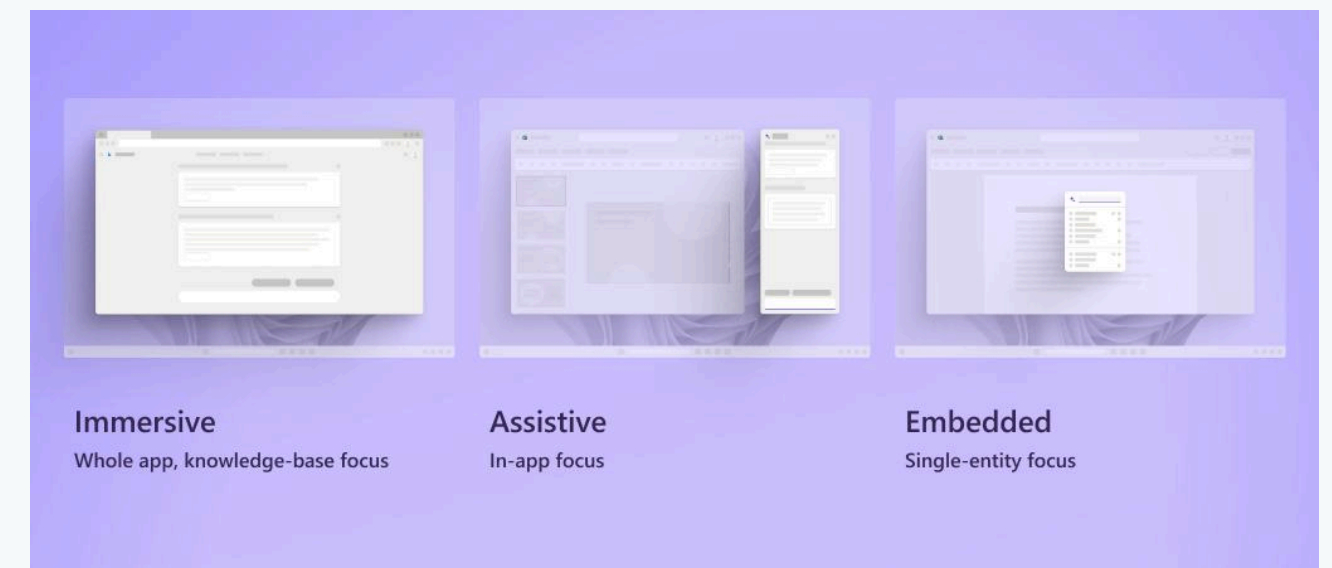 Immersive
Whole app, knowledge-base focus
Assistive
In-app focus
Embedded
Single-entity focus